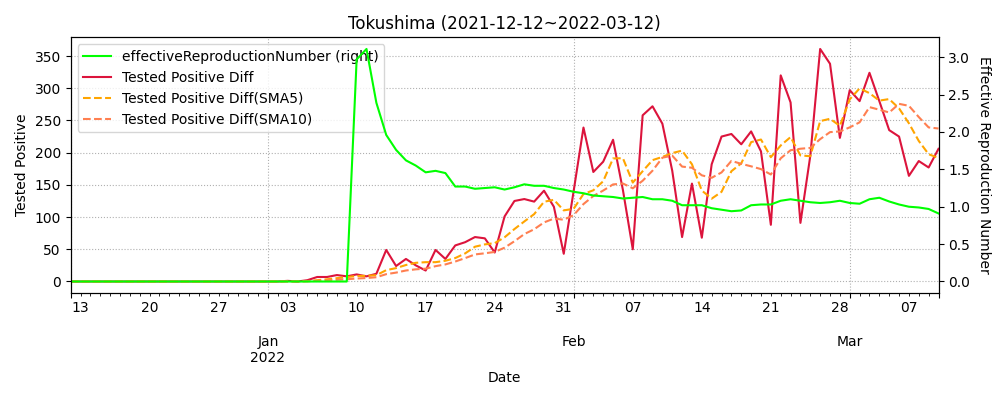 Tokushima (2021-12-12~2022-03-12)
effectiveReproductionNumber (right)
Tested Positive Diff
Tested Positive Diff(SMA5)
Tested Positive Diff(SMA10)
Tested Positive
350
300
250
200
150
100
50
0
3.0
2.5
2.0
1.5
1.0
0.5
0.0
Effective Reproduction Number
13 20 27 03 10 17 24 31 07 14 21 28 07
Jan Feb Mar
2022
Date